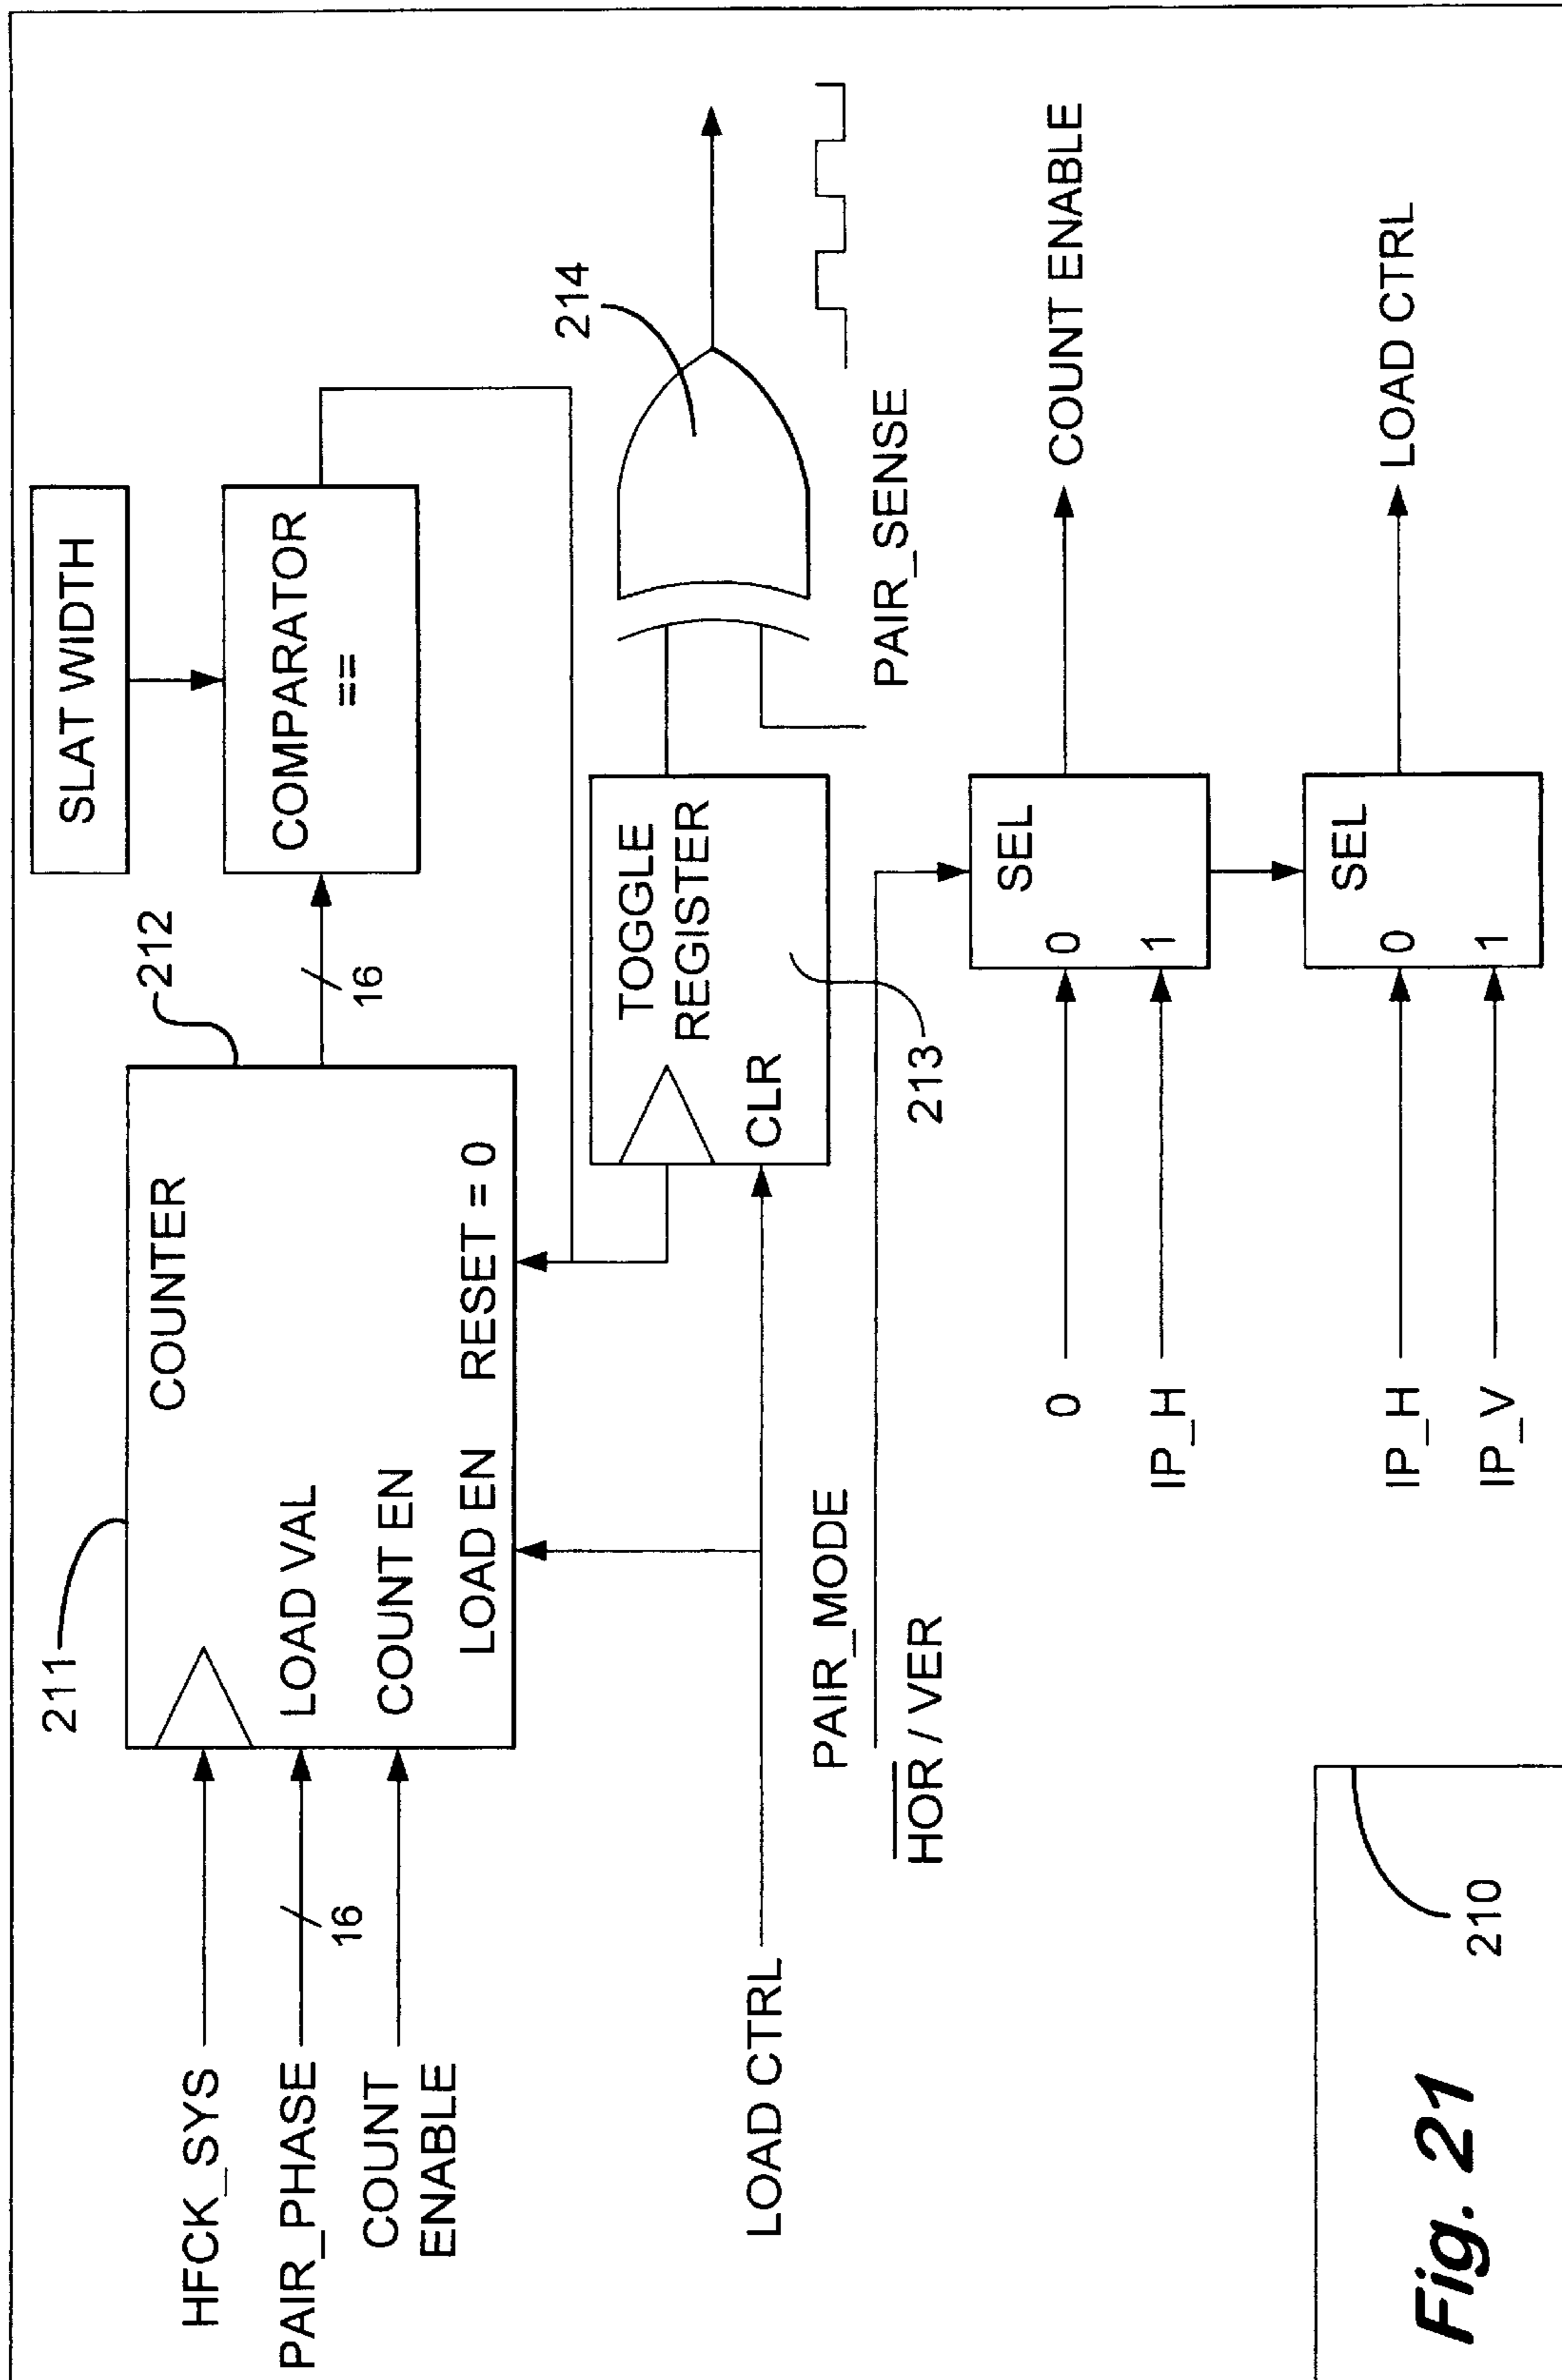 211
212
COUNTER
SLAT WIDTH
HFCK_SYS
PAIR_PHASE
16
LOAD VAL
COUNT
ENABLE
COUNT EN
LOAD EN
RESET = 0
16
COMPARATOR
==
214
TOGGLE
REGISTER
CLR
LOAD CTRL
PAIR_MODE
HOR / VER
213
PAIR_SENSE
0
IP_H
0
1
SEL
COUNT ENABLE
IP_H
IP_V
0
1
SEL
LOAD CTRL
210
Fig. 21